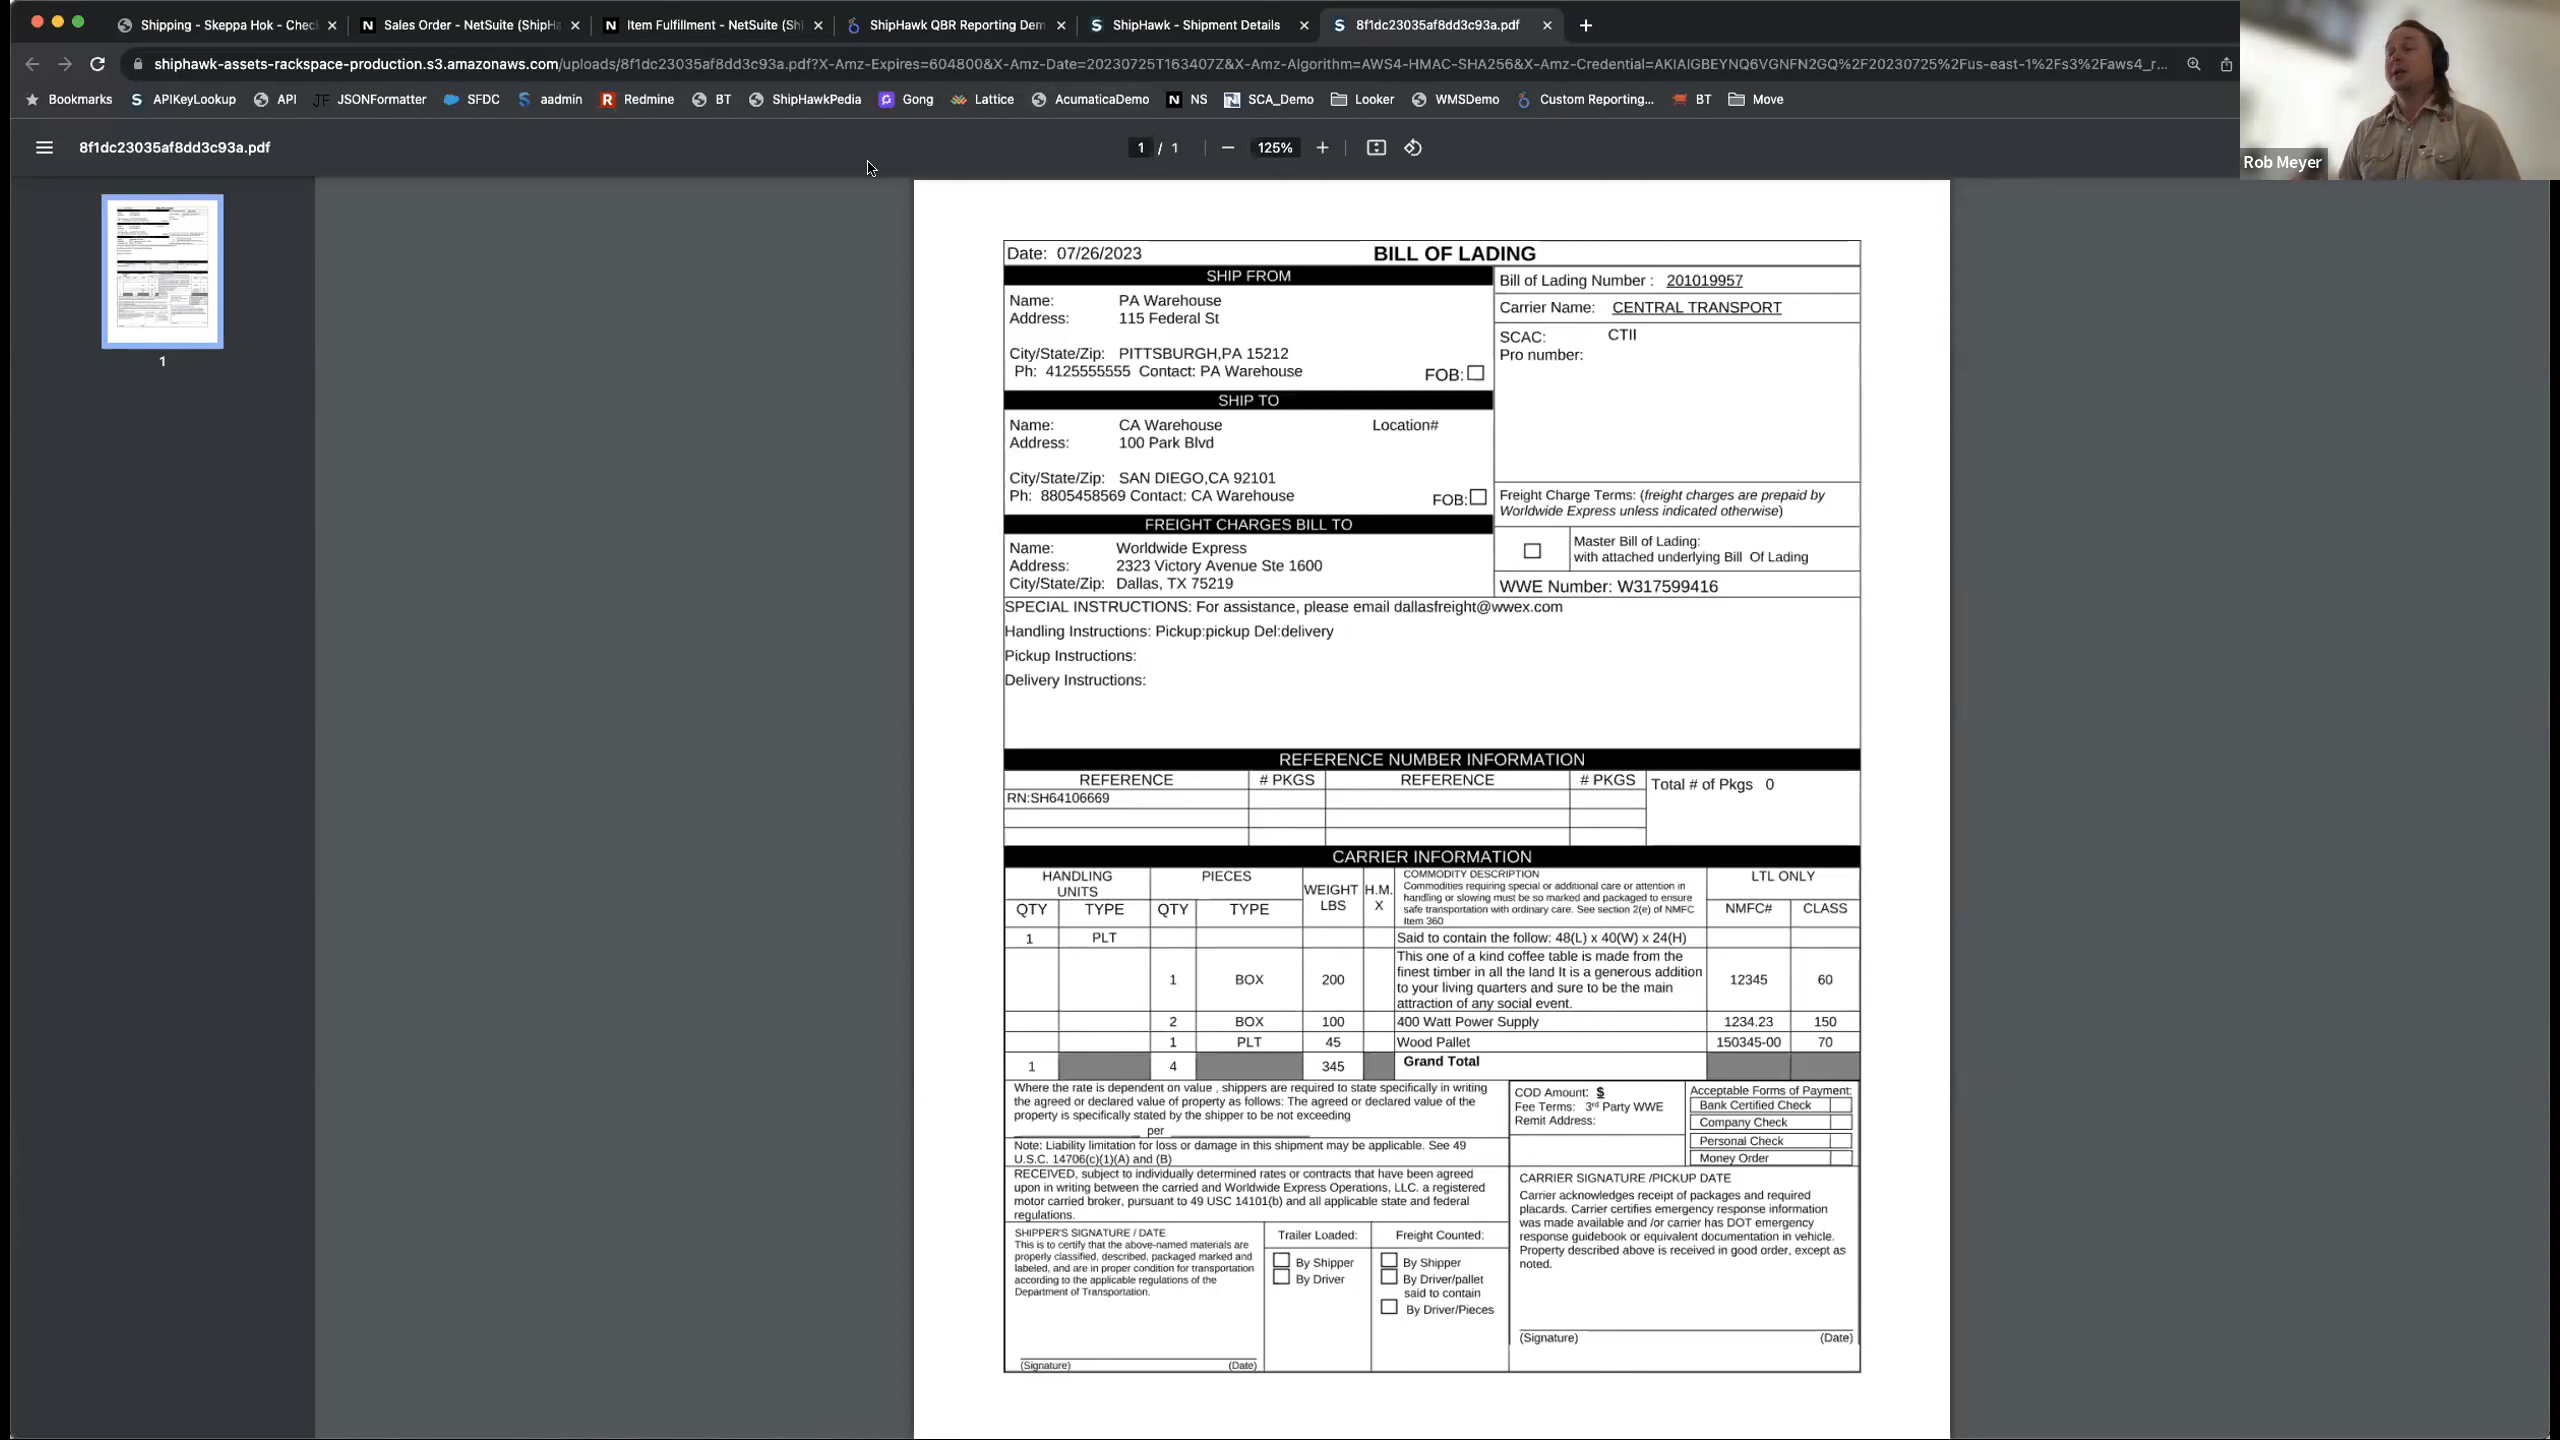 Shipping - Skeppa Hok - Chec
Sales Order - NetSuite (ShipHa
Item Fulfillment - NetSuite (Shi
ShipHawk QBR Reporting Dem
ShipHawk - Shipment Details
8f1dc23035af8dd3c93a.pdf
shiphawk-assets-rackspace-production.s3.amazonaws.com/uploads/8f1dc23035af8dd3c93a.pdf?X-Amz-Expires=604800&X-Amz-Date=20230725T163407Z&X-Amz-Algorithm=AWS4-HMAC-SHA256&X-Amz-Credential=AKIAIGBEYNQ6VGNFN2GQ%2F20230725%2Fus-east-1%2Fs3%2Faws4_r...
Bookmarks APIKeyLookup API JSONFormatter SFDC aadmin Redmine BT ShipHawkPedia Gong Lattice AcumaticaDemo NS SCA_Demo Looker WMSDemo Custom Reporting... BT Move
8f1dc23035af8dd3c93a.pdf
1 / 1
125%
Rob Meyer
1
Date: 07/26/2023 BILL OF LADING
SHIP FROM
Name: PA Warehouse
Address: 115 Federal St
City/State/Zip: PITTSBURGH,PA 15212
Ph: 4125555555 Contact: PA Warehouse
FOB:
Bill of Lading Number : 201019957
Carrier Name: CENTRAL TRANSPORT
SCAC: CTII
Pro number:
SHIP TO
Name: CA Warehouse Location#
Address: 100 Park Blvd
City/State/Zip: SAN DIEGO,CA 92101
Ph: 8805458569 Contact: CA Warehouse
FOB:
Freight Charge Terms: (freight charges are prepaid by
Worldwide Express unless indicated otherwise)
FREIGHT CHARGES BILL TO
Name: Worldwide Express
Address: 2323 Victory Avenue Ste 1600
City/State/Zip: Dallas, TX 75219
Master Bill of Lading:
with attached underlying Bill Of Lading
WWE Number: W317599416
SPECIAL INSTRUCTIONS: For assistance, please email dallasfreight@wwex.com
Handling Instructions: Pickup:pickup Del:delivery
Pickup Instructions:
Delivery Instructions:
REFERENCE NUMBER INFORMATION
REFERENCE # PKGS REFERENCE # PKGS Total # of Pkgs 0
RN:SH64106669
CARRIER INFORMATION
HANDLING
UNITS
PIECES
WEIGHT
LBS
H.M.
X
COMMODITY DESCRIPTION
Commodities requiring special or additional care or attention in
handling or slowing must be so marked and packaged to ensure
safe transportation with ordinary care. See section 2(e) of NMFC
Item 360
LTL ONLY
QTY TYPE QTY TYPE NMFC# CLASS
1 PLT Said to contain the follow: 48(L) x 40(W) x 24(H)
This one of a kind coffee table is made from the
finest timber in all the land It is a generous addition
to your living quarters and sure to be the main
attraction of any social event.
1 BOX 200 12345 60
2 BOX 100 400 Watt Power Supply 1234.23 150
1 PLT 45 Wood Pallet 150345-00 70
1 4 345 Grand Total
Where the rate is dependent on value , shippers are required to state specifically in writing
the agreed or declared value of property as follows: The agreed or declared value of the
property is specifically stated by the shipper to be not exceeding
per
Note: Liability limitation for loss or damage in this shipment may be applicable. See 49
U.S.C. 14706(c)(1)(A) and (B)
COD Amount: $
Fee Terms: 3rd Party WWE
Remit Address:
Acceptable Forms of Payment:
Bank Certified Check
Company Check
Personal Check
Money Order
RECEIVED, subject to individually determined rates or contracts that have been agreed
upon in writing between the carried and Worldwide Express Operations, LLC. a registered
motor carried broker, pursuant to 49 USC 14101(b) and all applicable state and federal
regulations.
SHIPPER'S SIGNATURE / DATE
This is to certify that the above-named materials are
properly classified, described, packaged marked and
labeled, and are in proper condition for transportation
according to the applicable regulations of the
Department of Transportation.
(Signature) (Date)
Trailer Loaded:
By Shipper
By Driver
Freight Counted:
By Shipper
By Driver/pallet
said to contain
By Driver/Pieces
CARRIER SIGNATURE /PICKUP DATE
Carrier acknowledges receipt of packages and required
placards. Carrier certifies emergency response information
was made available and /or carrier has DOT emergency
response guidebook or equivalent documentation in vehicle.
Property described above is received in good order, except as
noted.
(Signature) (Date)